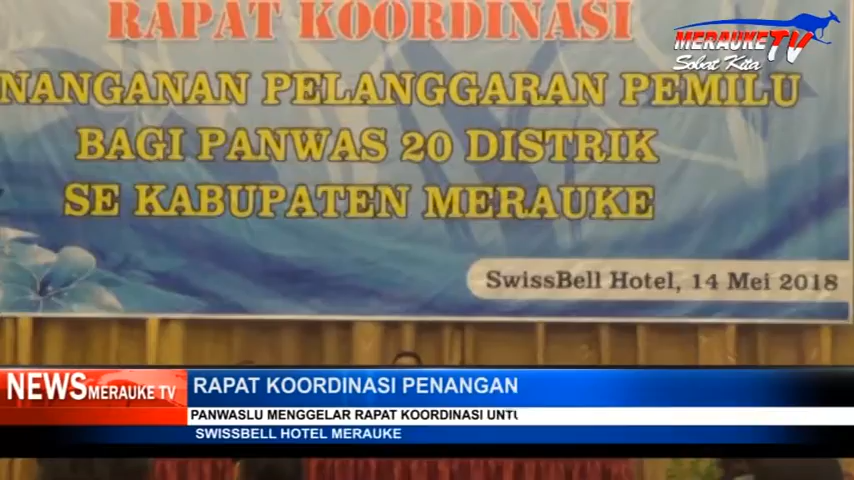 RAPAT KOORDINASI
MERAUKE TV
Sobat Kita
NANGANAN PELANGGARAN PEMILU
BAGI PANWAS 20 DISTRIK
SE KABUPATEN MERAUKE
SwissBell Hotel, 14 Mei 2018
NEWS MERAUKE TV
RAPAT KOORDINASI PENANGAN
PANWASLU MENGGELAR RAPAT KOORDINASI UNTU
SWISSBELL HOTEL MERAUKE